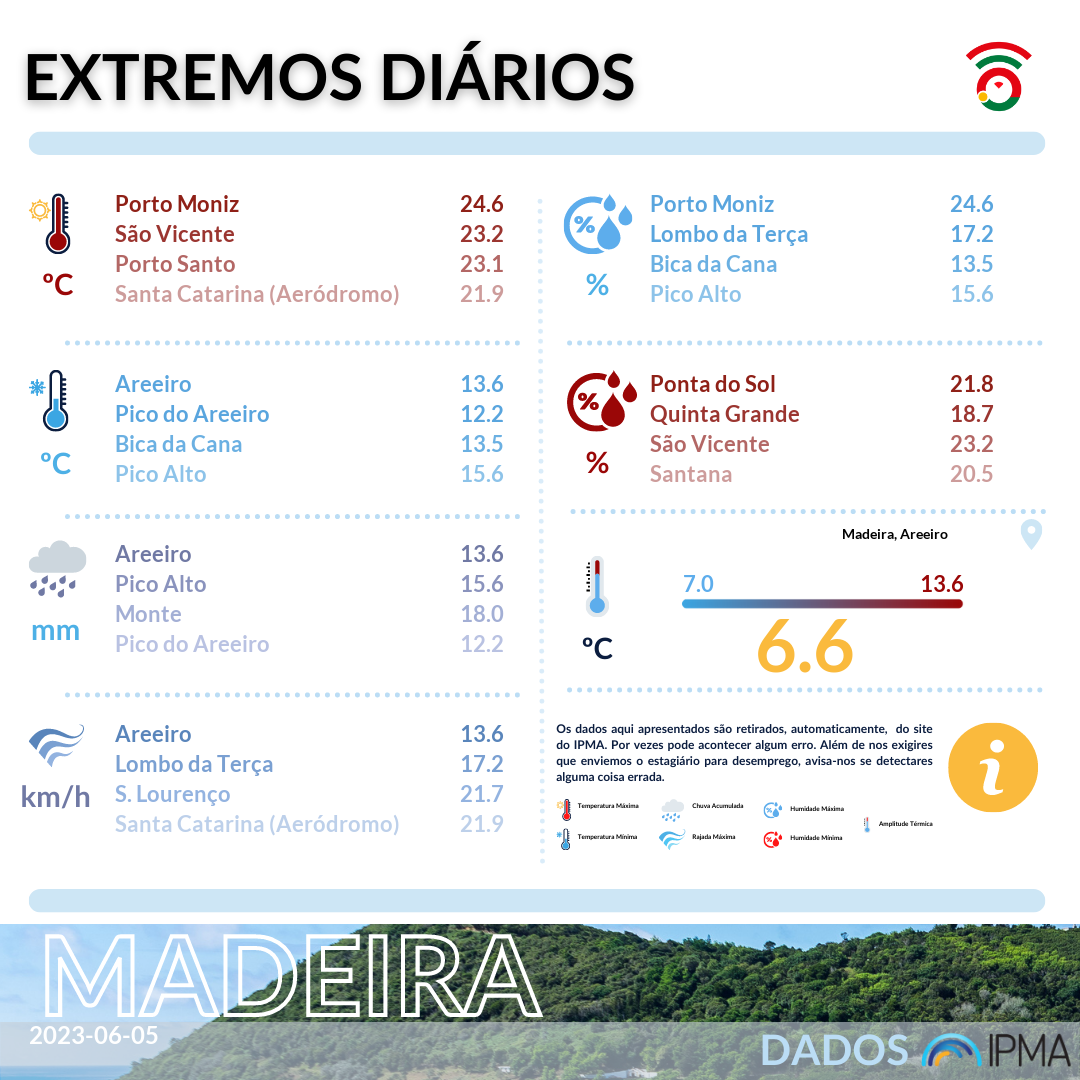 EXTREMOS DIÁRIOS
Porto Moniz 24.6
São Vicente 23.2
Porto Santo 23.1
Santa Catarina (Aeródromo) 21.9
ºC
Areeiro 13.6
Pico do Areeiro 12.2
Bica da Cana 13.5
Pico Alto 15.6
ºC
Areeiro 13.6
Pico Alto 15.6
Monte 18.0
Pico do Areeiro 12.2
mm
Areeiro 13.6
Lombo da Terça 17.2
S. Lourenço 21.7
Santa Catarina (Aeródromo) 21.9
km/h
%
Porto Moniz 24.6
Lombo da Terça 17.2
Bica da Cana 13.5
Pico Alto 15.6
%
%
Ponta do Sol 21.8
Quinta Grande 18.7
São Vicente 23.2
Santana 20.5
%
Madeira, Areeiro
7.0 13.6
6.6
ºC
Os dados aqui apresentados são retirados, automaticamente, do site
do IPMA. Por vezes pode acontecer algum erro. Além de nos exigires
que enviemos o estagiário para desemprego, avisa-nos se detectares
alguma coisa errada.
i
Temperatura Máxima Chuva Acumulada Humidade Máxima
Amplitude Térmica
Temperatura Mínima Rajada Máxima Humidade Mínima
MADEIRA
2023-06-05
DADOS IPMA